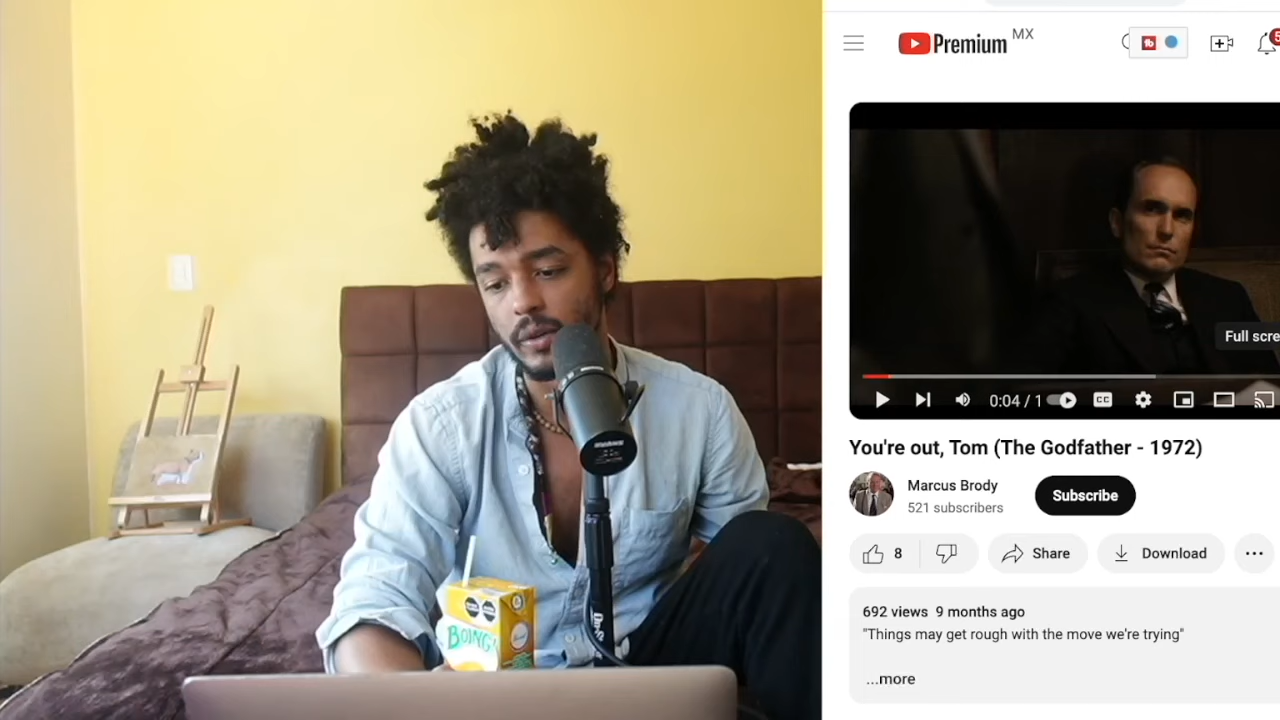 Premium MX
5
Full scre
0:04 / 1
CC
You're out, Tom (The Godfather - 1972)
Marcus Brody
521 subscribers
Subscribe
8
Share
Download
692 views 9 months ago
"Things may get rough with the move we're trying"
...more
BOING!